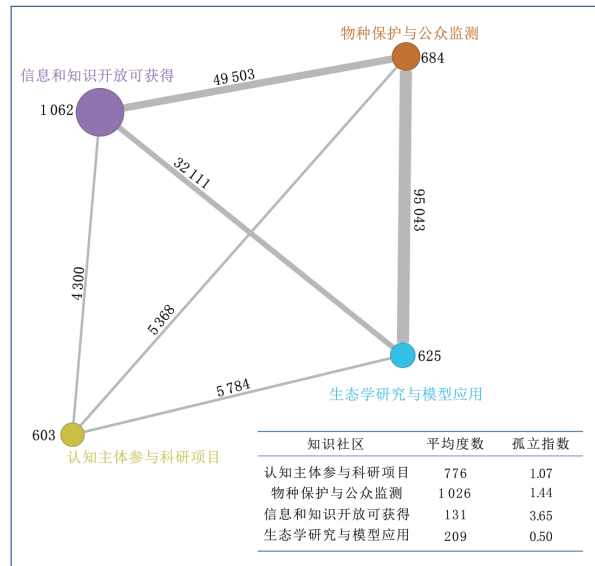 物种保护与公众监测
684
信息和知识开放可获得
1 062
49 503
32 111
95 043
4 300
5 368
5 784
625
生态学研究与模型应用
603
认知主体参与科研项目
知识社区 平均度数 孤立指数
认知主体参与科研项目 776 1.07
物种保护与公众监测 1 026 1.44
信息和知识开放可获得 131 3.65
生态学研究与模型应用 209 0.50